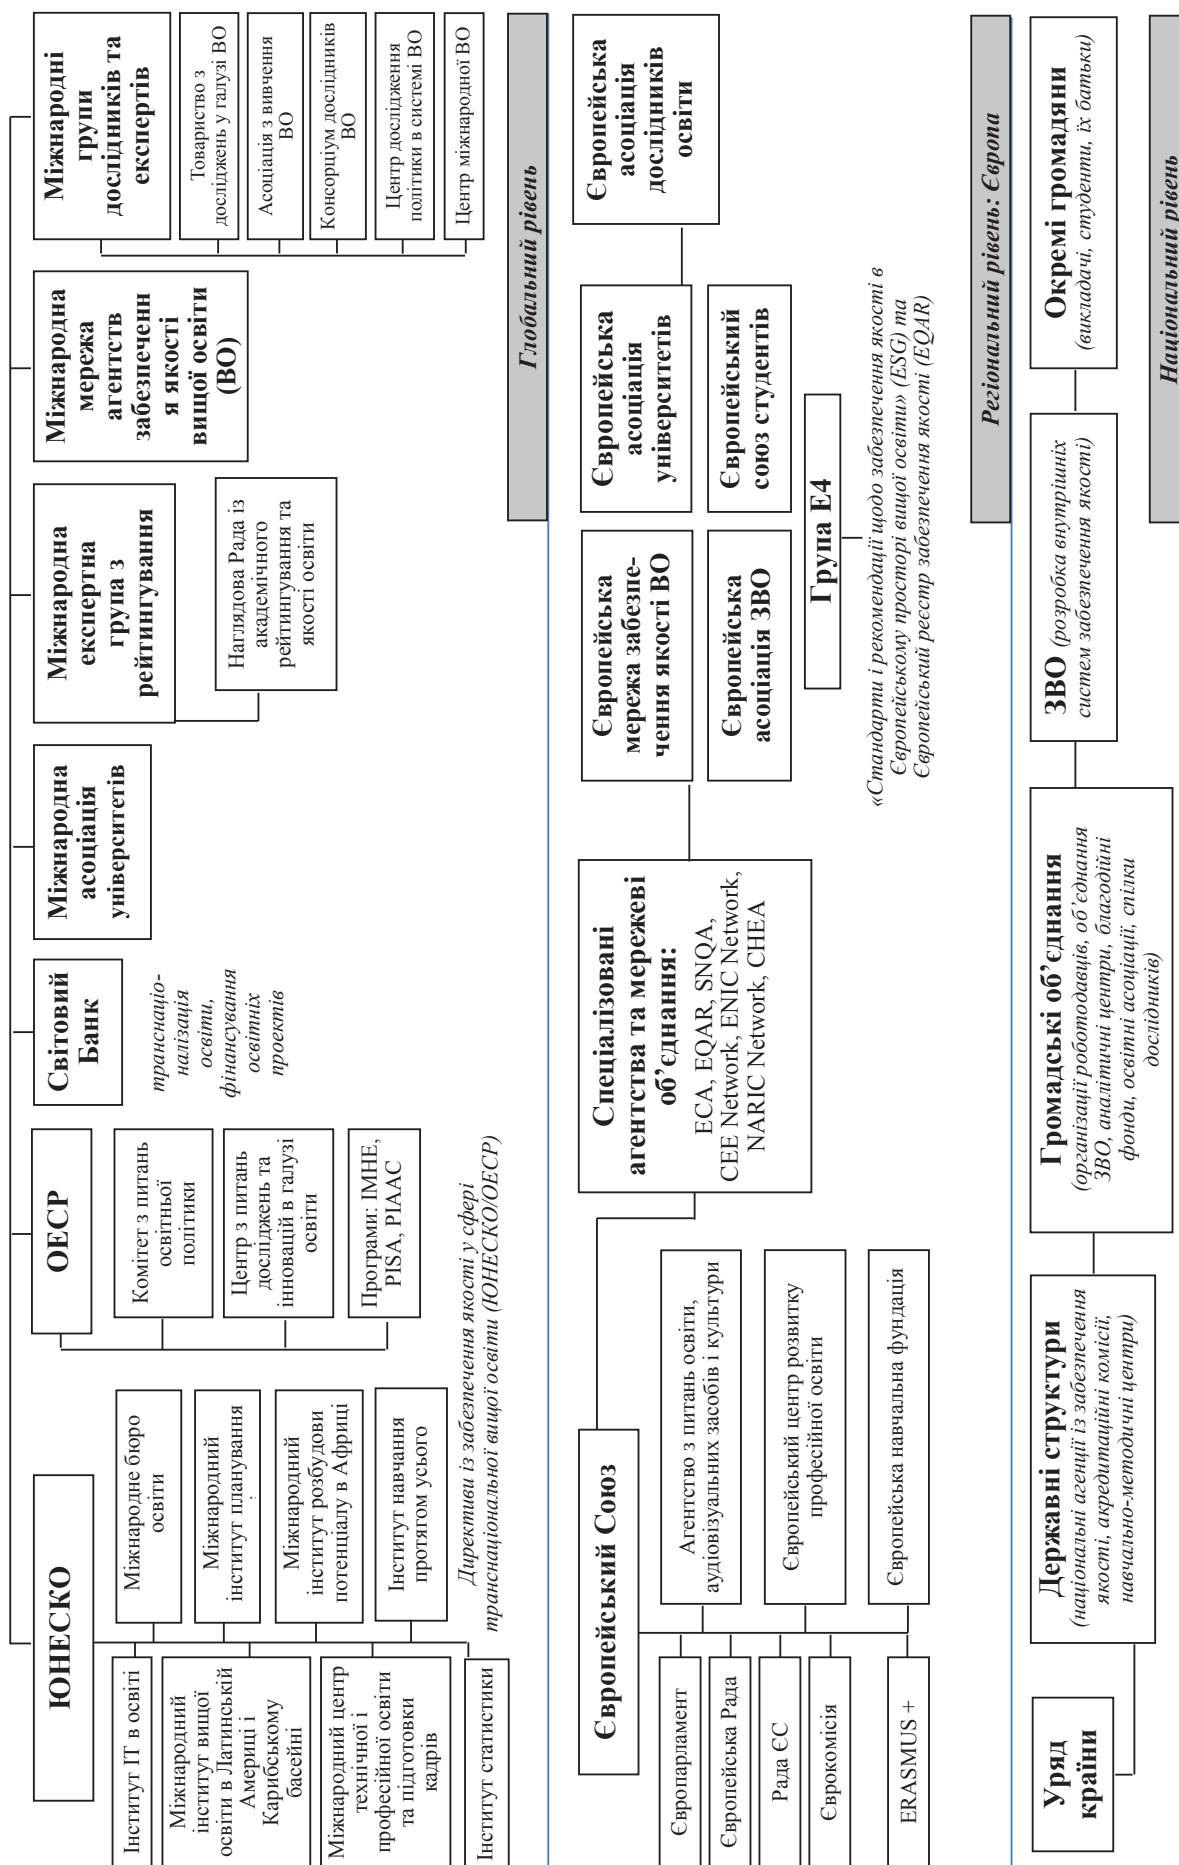 ЮНЕСКО
Інститут ІТ в освіті
Міжнародний
інститут вищої
освіти в Латинській
Америці і
Карибському
басейні
Міжнародний центр
технічної і
професійної освіти
та підготовки
кадрів
Інститут статистики
Міжнародне бюро
освіти
Міжнародний
інститут планування
Міжнародний
інститут розбудови
потенціалу в Африці
Інститут навчання
протягом усього
ОЕСР
Комітет з питань
освітньої
політики
Центр з питань
досліджень та
інновацій в галузі
освіти
Програми: IMHE,
PISA, PIAAC
Директиви із забезпечення якості у сфері
транснаціональної вищої освіти (ЮНЕСКО/ОЕСР)
Світовий
Банк
транснаціо-
налізація
освіти,
фінансування
освітніх
проектів
Міжнародна
асоціація
університетів
Міжнародна
експертна
група з
рейтингування
Наглядова Рада із
академічного
рейтингування та
якості освіти
Міжнародна
мережа
агентств
забезпеченн
я якості
вищої освіти
(ВО)
Міжнародні
групи
дослідників та
експертів
Товариство з
досліджень у галузі ВО
Асоціація з вивчення
ВО
Консорціум дослідників
ВО
Центр дослідження
політики в системі ВО
Центр міжнародної ВО
Глобальний рівень
Європейський Союз
Європарламент
Європейська Рада
Рада ЄС
Єврокомісія
ERASMUS +
Агентство з питань освіти,
аудіовізуальних засобів і культури
Європейський центр розвитку
професійної освіти
Європейська навчальна фундація
Спеціалізовані
агентства та мережеві
об’єднання:
ECA, EQAR, SNQA,
CEE Network, ENIC Network,
NARIC Network, CHEA
Європейська
мережа забезпе-
чення якості ВО
Європейська
асоціація
університетів
Європейська
асоціація ЗВО
Європейський
союз студентів
Група Е4
«Стандарти і рекомендації щодо забезпечення якості в
Європейському просторі вищої освіти» (ESG) та
Європейський реєстр забезпечення якості (EQAR)
Європейська
асоціація
дослідників
освіти
Регіональний рівень: Європа
Уряд
країни
Державні структури
(національні агенції із забезпечення
якості, акредитаційні комісії,
навчально-методичні центри)
Громадські об’єднання
(організації роботодавців, об’єднання
ЗВО, аналітичні центри, благодійні
фонди, освітні асоціації, спілки
дослідників)
ЗВО (розробка внутрішніх
систем забезпечення якості)
Окремі громадяни
(викладачі, студенти, їх батьки)
Національний рівень